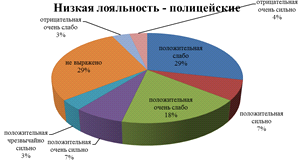 Низкая лояльность - полицейские
отрицательная
очень слабо
3%
отрицательная
очень сильно
4%
положительная
слабо
29%
не выражено
29%
положительная
сильно
7%
положительная
очень слабо
18%
положительная
очень сильно
7%
положительная
чрезвычайно сильно
3%